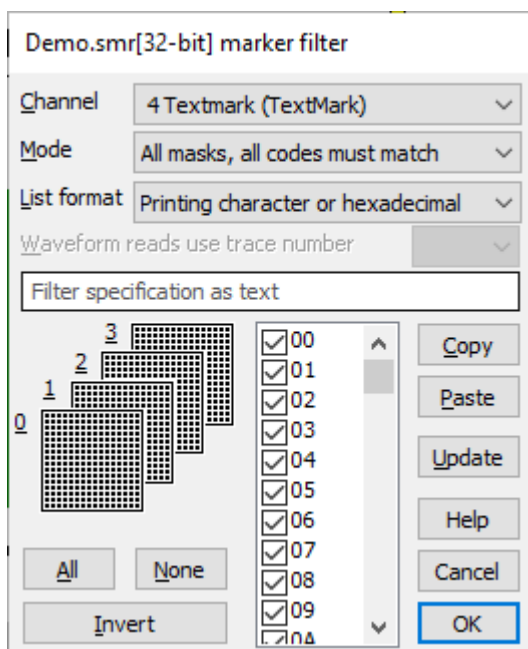 Demo.smr[32-bit] marker filter
Channel
4 Textmark (TextMark)
Mode
All masks, all codes must match
List format
Printing character or hexadecimal
Waveform reads use trace number
Filter specification as text
3
2
1
0
00
01
02
03
04
05
06
07
08
09
0A
Copy
Paste
Update
Help
Cancel
OK
All
None
Invert